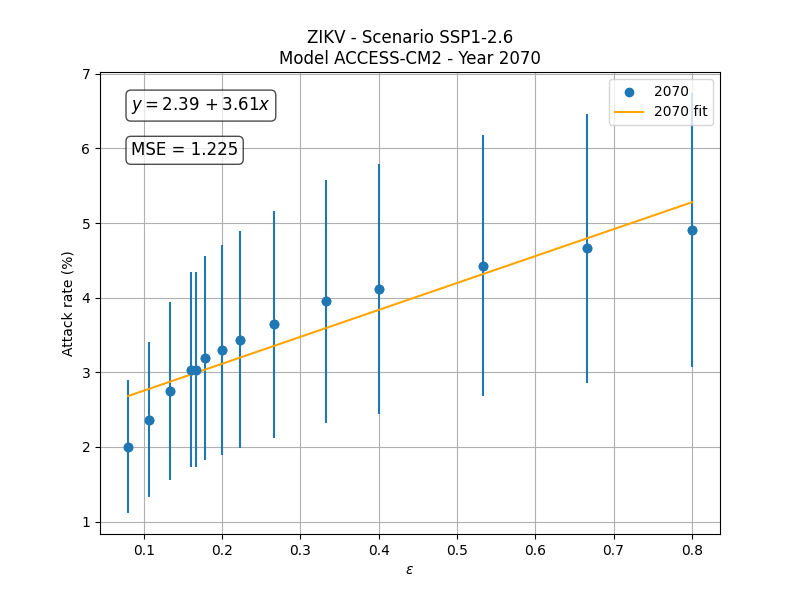 ZIKV - Scenario SSP1-2.6
Model ACCESS-CM2 - Year 2070
y = 2.39 + 3.61x
MSE = 1.225
2070
2070 fit
Attack rate (%)
7
6
5
4
3
2
1
0.1 0.2 0.3 0.4 0.5 0.6 0.7 0.8
ε